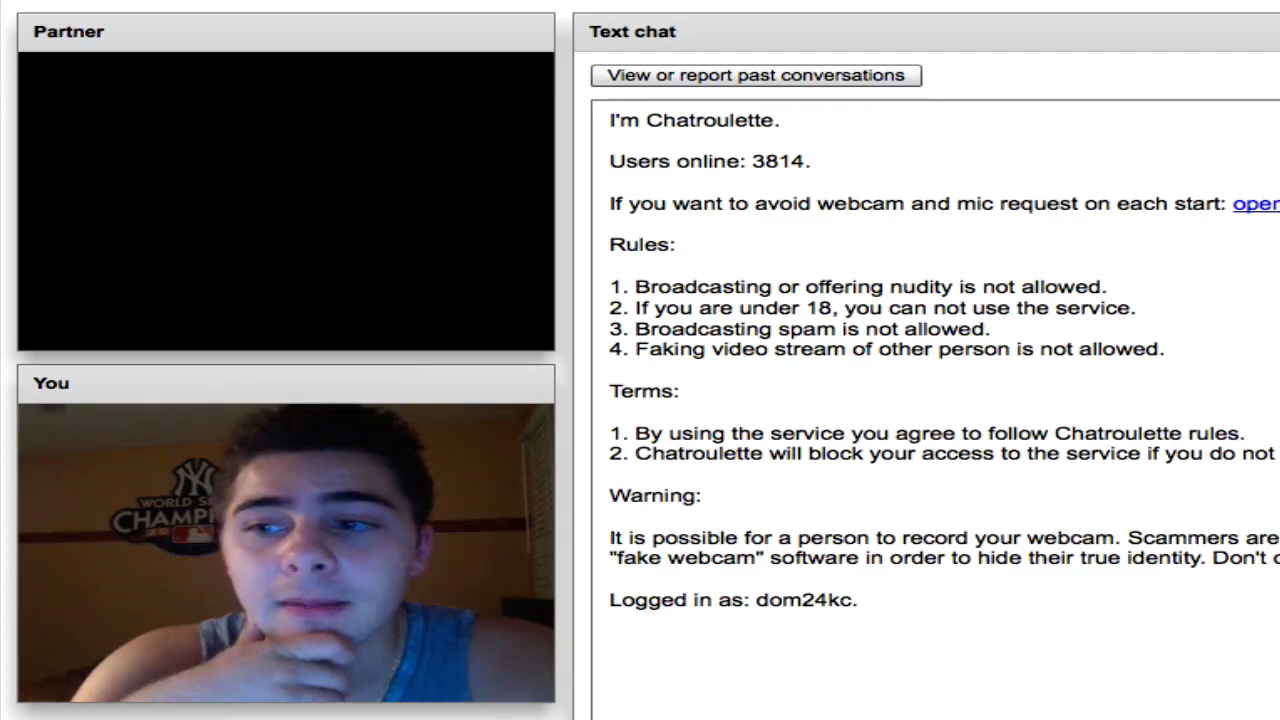 Partner
Text chat
View or report past conversations
I'm Chatroulette.
Users online: 3814.
If you want to avoid webcam and mic request on each start: open
Rules:
1. Broadcasting or offering nudity is not allowed.
2. If you are under 18, you can not use the service.
3. Broadcasting spam is not allowed.
4. Faking video stream of other person is not allowed.
Terms:
1. By using the service you agree to follow Chatroulette rules.
2. Chatroulette will block your access to the service if you do not
Warning:
It is possible for a person to record your webcam. Scammers are
"fake webcam" software in order to hide their true identity. Don't
Logged in as: dom24kc.
You
NY
WORLD S
CHAMPI